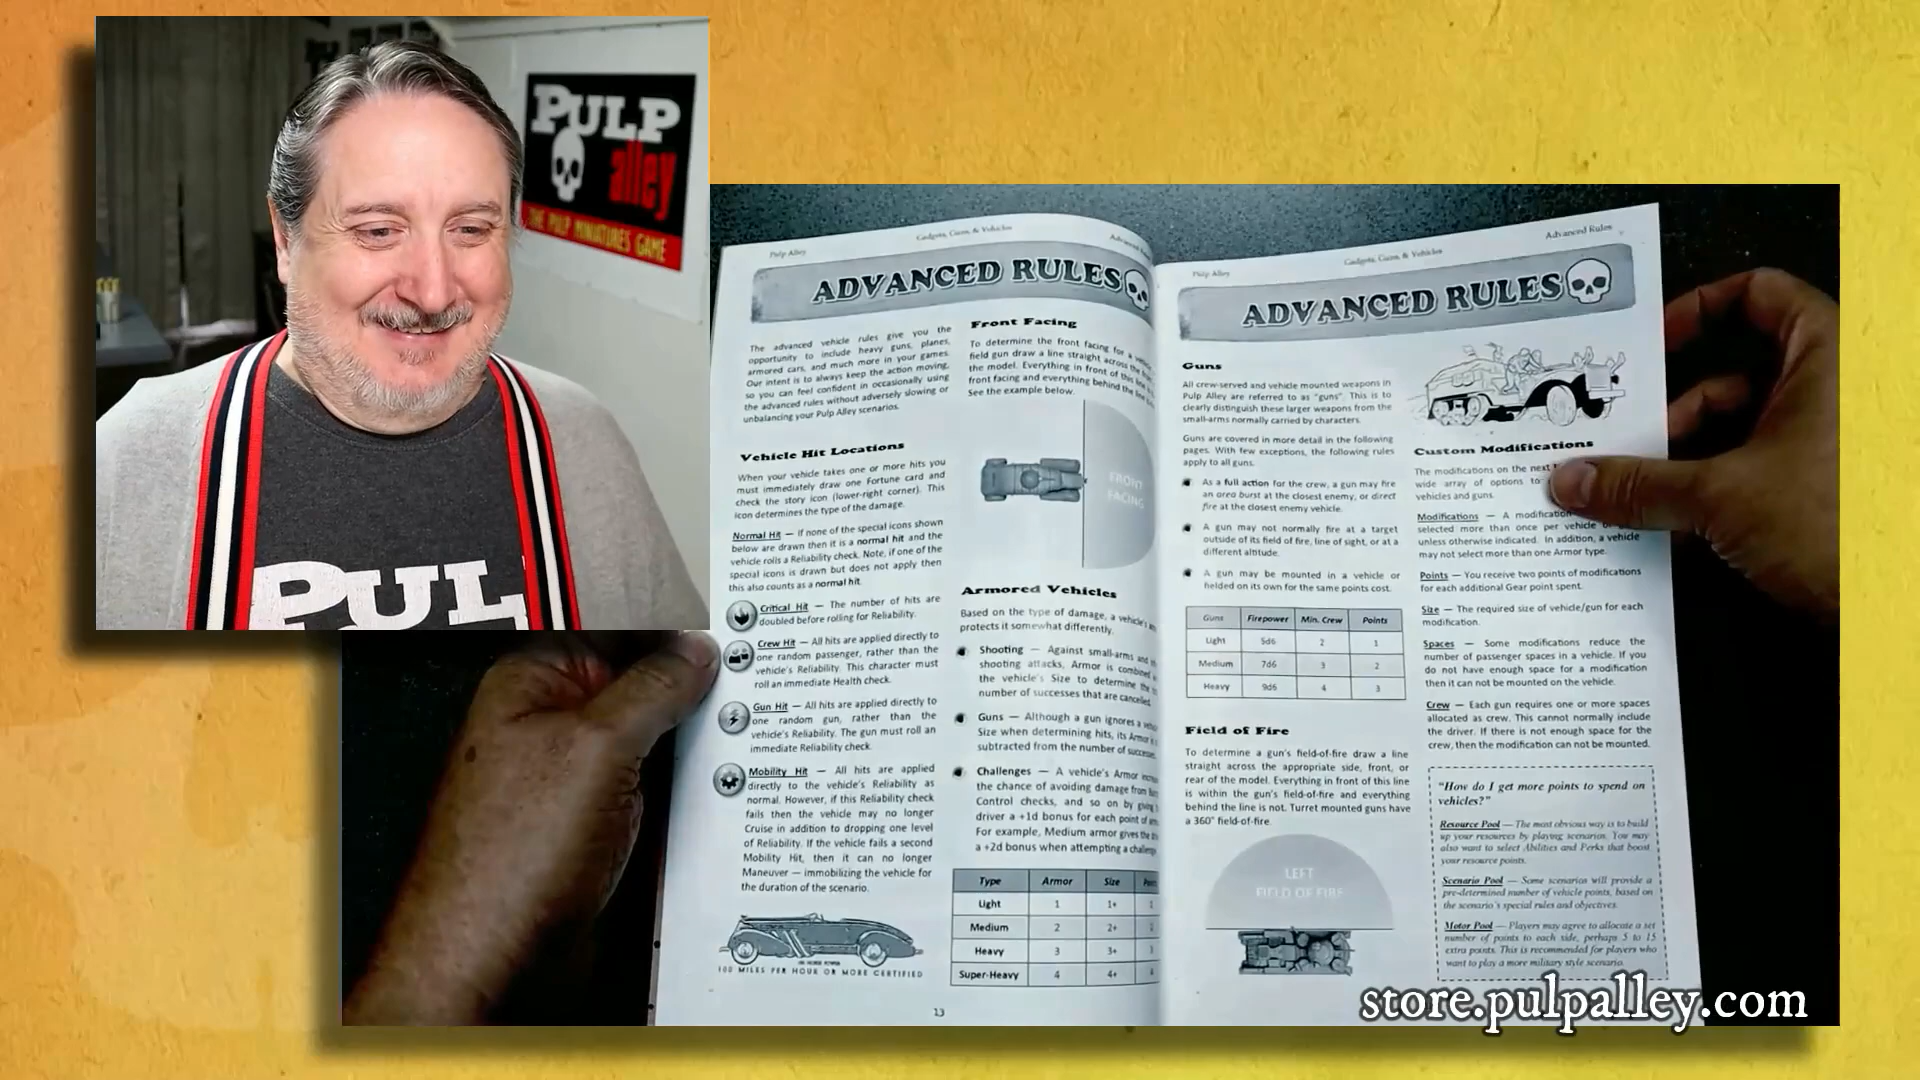 PULP
alley
THE PULP MINIATURES GAME
PUL
Pulp Alley
Gadgets, Guns, & Vehicles
ADVANCED RULES
The advanced vehicle rules give you the
opportunity to include heavy guns, planes,
armored cars, and much more in your games.
Our intent is to always keep the action moving,
so you can feel confident in occasionally using
the advanced rules without adversely slowing or
unbalancing your Pulp Alley scenarios.
Vehicle Hit Locations
When your vehicle takes one or more hits you
must immediately draw one Fortune card and
check the story icon (lower-right corner). This
icon determines the type of the damage.
Normal Hit — If none of the special icons shown
below are drawn then it is a normal hit and the
vehicle rolls a Reliability check. Note, if one of the
special icons is drawn but does not apply then
this also counts as a normal hit.
Critical Hit — The number of hits are
doubled before rolling for Reliability.
Crew Hit — All hits are applied directly to
one random passenger, rather than the
vehicle's Reliability. This character must
roll an immediate Health check.
Gun Hit — All hits are applied directly to
one random gun, rather than the
vehicle's Reliability. The gun must roll an
immediate Reliability check.
Mobility Hit — All hits are applied
directly to the vehicle's Reliability as
normal. However, if this Reliability check
fails then the vehicle may no longer
Cruise in addition to dropping one level
of Reliability. If the vehicle fails a second
Mobility Hit, then it can no longer
Maneuver — immobilizing the vehicle for
the duration of the scenario.
100 MILES PER HOUR OR MORE CERTIFIED
Front Facing
To determine the front facing for a
field gun draw a line straight across the
the model. Everything in front of this
front facing and everything behind the line
See the example below.
FRONT
FACING
Armored Vehicles
Based on the type of damage, a vehicle's
protects it somewhat differently.
Shooting — Against small-arms and
shooting attacks, Armor is combined
the vehicle's Size to determine the
number of successes that are cancelled.
Guns — Although a gun ignores a
Size when determining hits, its Armor is
subtracted from the number of successes
Challenges — A vehicle's Armor
the chance of avoiding damage from
Control checks, and so on by giving
driver a +1d bonus for each point of
For example, Medium armor gives the
a +2d bonus when attempting a challenge
Type Armor Size
Light 1 1+ 1
Medium 2 2+ 2
Heavy 3 3+ 3
Super-Heavy 4 4+ 4
13
Pulp Alley
Gadgets, Guns, & Vehicles
Advanced Rules
ADVANCED RULES
Guns
All crew-served and vehicle mounted weapons in
Pulp Alley are referred to as "guns". This is to
clearly distinguish these larger weapons from the
small-arms normally carried by characters.
Guns are covered in more detail in the following
pages. With few exceptions, the following rules
apply to all guns.
As a full action for the crew, a gun may fire
an area burst at the closest enemy, or direct
fire at the closest enemy vehicle.
A gun may not normally fire at a target
outside of its field of fire, line of sight, or at a
different altitude.
A gun may be mounted in a vehicle or
fielded on its own for the same points cost.
Guns Firepower Min. Crew Points
Light 5d6 2 1
Medium 7d6 3 2
Heavy 9d6 4 3
Field of Fire
To determine a gun's field-of-fire draw a line
straight across the appropriate side, front, or
rear of the model. Everything in front of this line
is within the gun's field-of-fire and everything
behind the line is not. Turret mounted guns have
a 360° field-of-fire.
LEFT
FIELD OF FIRE
Custom Modifications
The modifications on the next
wide array of options to
vehicles and guns.
Modifications — A modification
selected more than once per vehicle
unless otherwise indicated. In addition, a vehicle
may not select more than one Armor type.
Points — You receive two points of modifications
for each additional Gear point spent.
Size — The required size of vehicle/gun for each
modification.
Spaces — Some modifications reduce the
number of passenger spaces in a vehicle. If you
do not have enough space for a modification
then it can not be mounted on the vehicle.
Crew — Each gun requires one or more spaces
allocated as crew. This cannot normally include
the driver. If there is not enough space for the
crew, then the modification can not be mounted.
"How do I get more points to spend on
vehicles?"
Resource Pool — The most obvious way is to build
up your resources by playing scenarios. You may
also want to select Abilities and Perks that boost
your resource points.
Scenario Pool — Some scenarios will provide a
pre-determined number of vehicle points, based on
the scenario's special rules and objectives.
Motor Pool — Players may agree to allocate a set
number of points to each side, perhaps 5 to 15
extra points. This is recommended for players who
want to play a more military style scenario.
store.pulpalley.com